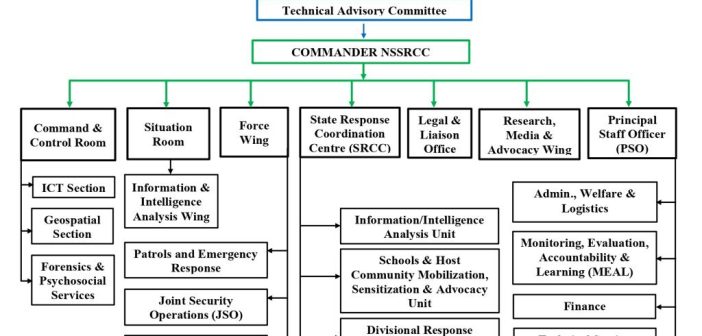 Technical Advisory Committee
COMMANDER NSSRCC
Command &
Control Room
Situation
Room
Force
Wing
State Response
Coordination
Centre (SRCC)
Legal &
Liaison
Office
Research,
Media &
Advocacy Wing
Principal
Staff Officer
(PSO)
ICT Section
Geospatial
Section
Forensics &
Psychosocial
Services
Information &
Intelligence
Analysis Wing
Patrols and Emergency
Response
Joint Security
Operations (JSO)
Information/Intelligence
Analysis Unit
Schools & Host
Community Mobilization,
Sensitization & Advocacy
Unit
Divisional Response
Admin., Welfare &
Logistics
Monitoring, Evaluation,
Accountability &
Learning (MEAL)
Finance